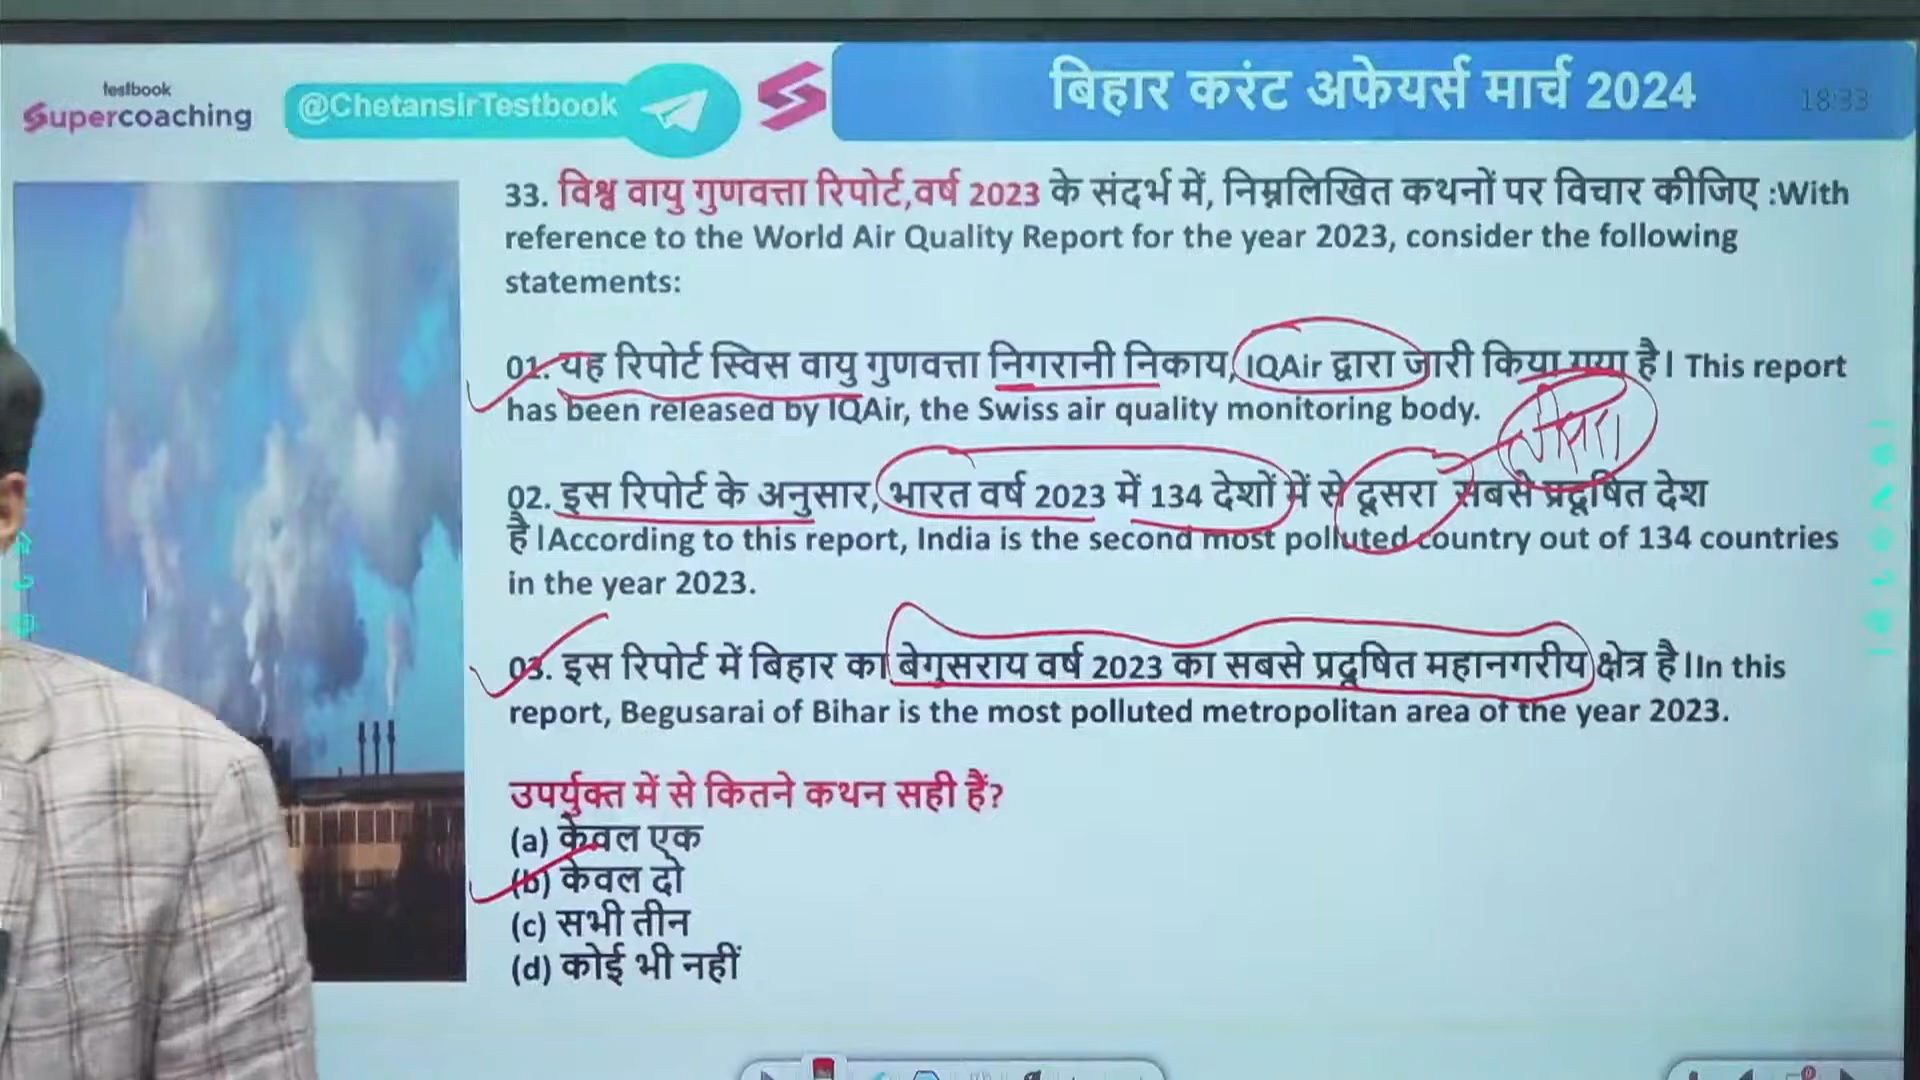 testbook
Supercoaching
@ChetansirTestbook
बिहार करंट अफेयर्स मार्च 2024
18:33
33. विश्व वायु गुणवत्ता रिपोर्ट,वर्ष 2023 के संदर्भ में, निम्नलिखित कथनों पर विचार कीजिए :With
reference to the World Air Quality Report for the year 2023, consider the following
statements:
01. यह रिपोर्ट स्विस वायु गुणवत्ता निगरानी निकाय, IQAir द्वारा जारी किया गया है। This report
has been released by IQAir, the Swiss air quality monitoring body.
तीसरा
02. इस रिपोर्ट के अनुसार, भारत वर्ष 2023 में 134 देशों में से दूसरा सबसे प्रदूषित देश
है।According to this report, India is the second most polluted country out of 134 countries
in the year 2023.
03. इस रिपोर्ट में बिहार का बेगुसराय वर्ष 2023 का सबसे प्रदूषित महानगरीय क्षेत्र है।In this
report, Begusarai of Bihar is the most polluted metropolitan area of the year 2023.
उपर्युक्त में से कितने कथन सही हैं?
(a) केवल एक
(b) केवल दो
(c) सभी तीन
(d) कोई भी नहीं